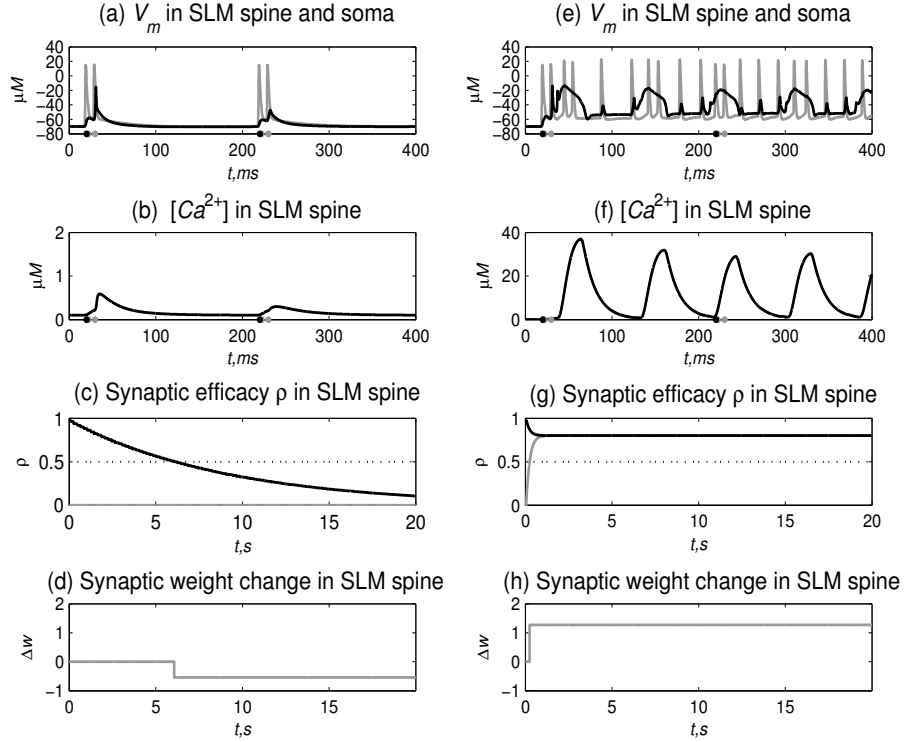 (a) Vm in SLM spine and soma
μM
40
20
0
−20
−40
−60
−80
0 100 200 300 400
t,ms
(b) [Ca2+] in SLM spine
μM
2
1
0
0 100 200 300 400
t,ms
(c) Synaptic efficacy ρ in SLM spine
ρ
1
0.5
0
0 5 10 15 20
t,s
(d) Synaptic weight change in SLM spine
Δw
2
1
0
−1
0 5 10 15 20
t,s
(e) Vm in SLM spine and soma
μM
40
20
0
−20
−40
−60
−80
0 100 200 300 400
t,ms
(f) [Ca2+] in SLM spine
μM
40
20
0
0 100 200 300 400
t,ms
(g) Synaptic efficacy ρ in SLM spine
ρ
1
0.5
0
0 5 10 15 20
t,s
(h) Synaptic weight change in SLM spine
Δw
2
1
0
−1
0 5 10 15 20
t,s